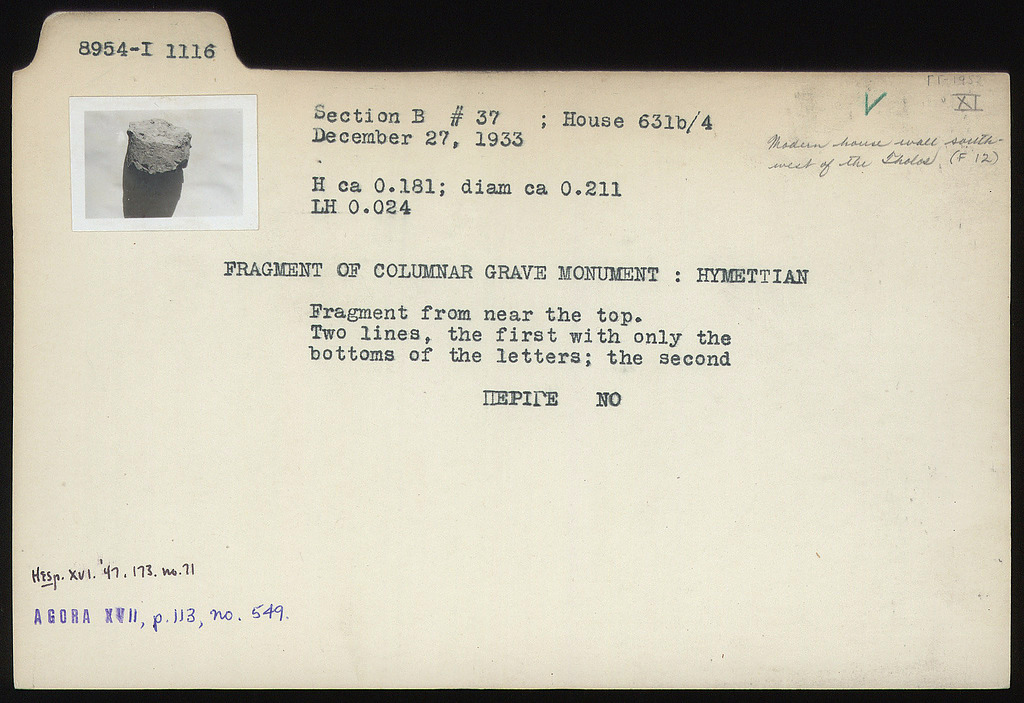 8954-I 1116
Section B # 37 ; House 631b/4
December 27, 1933
XI
Modern house wall south-
west of the Tholos (F 12)
H ca 0.181; diam ca 0.211
LH 0.024
FRAGMENT OF COLUMNAR GRAVE MONUMENT : HYMETTIAN
Fragment from near the top.
Two lines, the first with only the
bottoms of the letters; the second
ΠΕΡΙΓΕ ΝΟ
Hesp. XVI. '47. 173. no. 71
AGORA XVII, p. 113, no. 549.